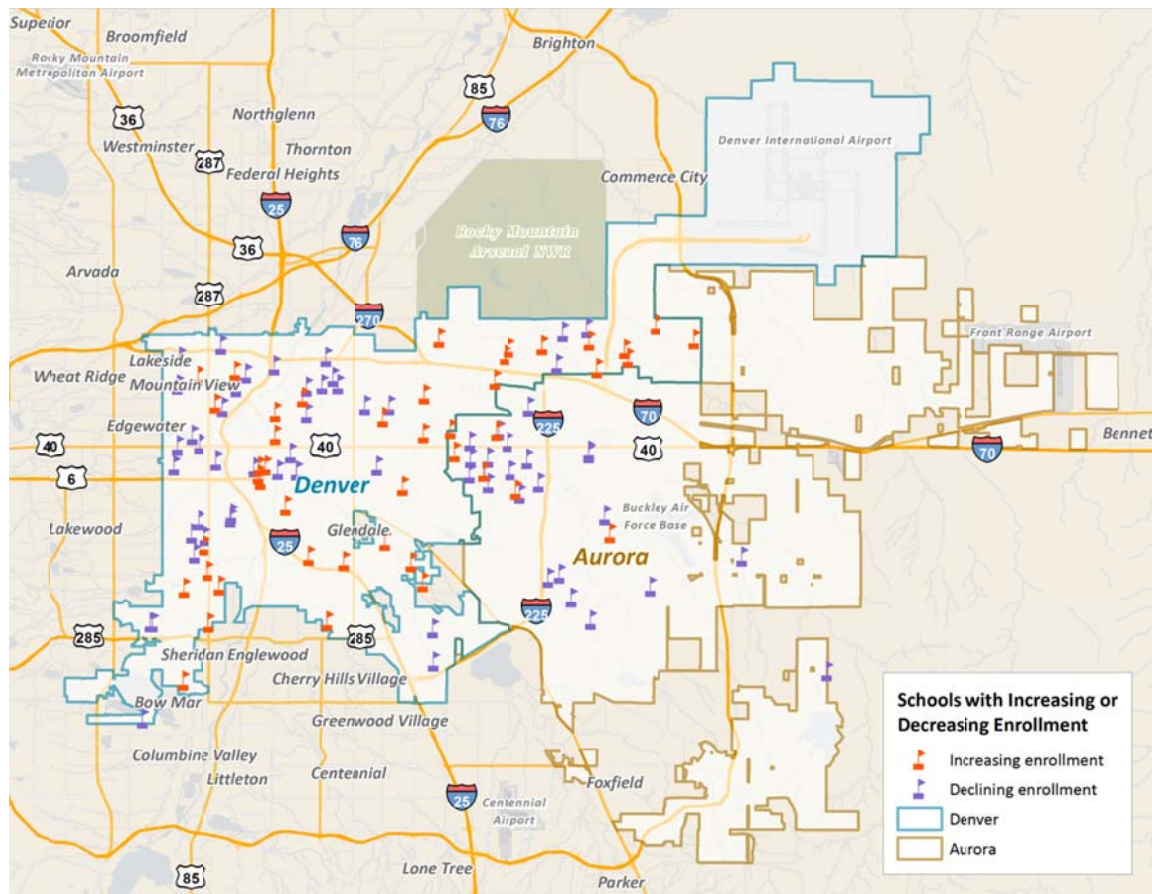 Superior
Broomfield
Brighton
Rocky Mountain
Metropolitan Airport
85
76
36
Northglenn
Denver International Airport
Westminster
287
Thornton
Federal Heights
Commerce City
25
Rocky Mountain
Arsenal NWR
36
76
Arvada
287
270
Front Range Airport
Lakeside
Wheat Ridge
Mountain View
Edgewater
225
70
Bennet
40
40
40
70
6
Denver
Buckley Air
Force Base
Lakewood
Glendale
25
Aurora
225
285
285
Sheridan Englewood
Cherry Hills Village
Bow Mar
Greenwood Village
Columbine Valley
Littleton
Centennial
Foxfield
25
Centennial
Airport
Lone Tree
85
Parker
Schools with Increasing or
Decreasing Enrollment
Increasing enrollment
Declining enrollment
Denver
Aurora